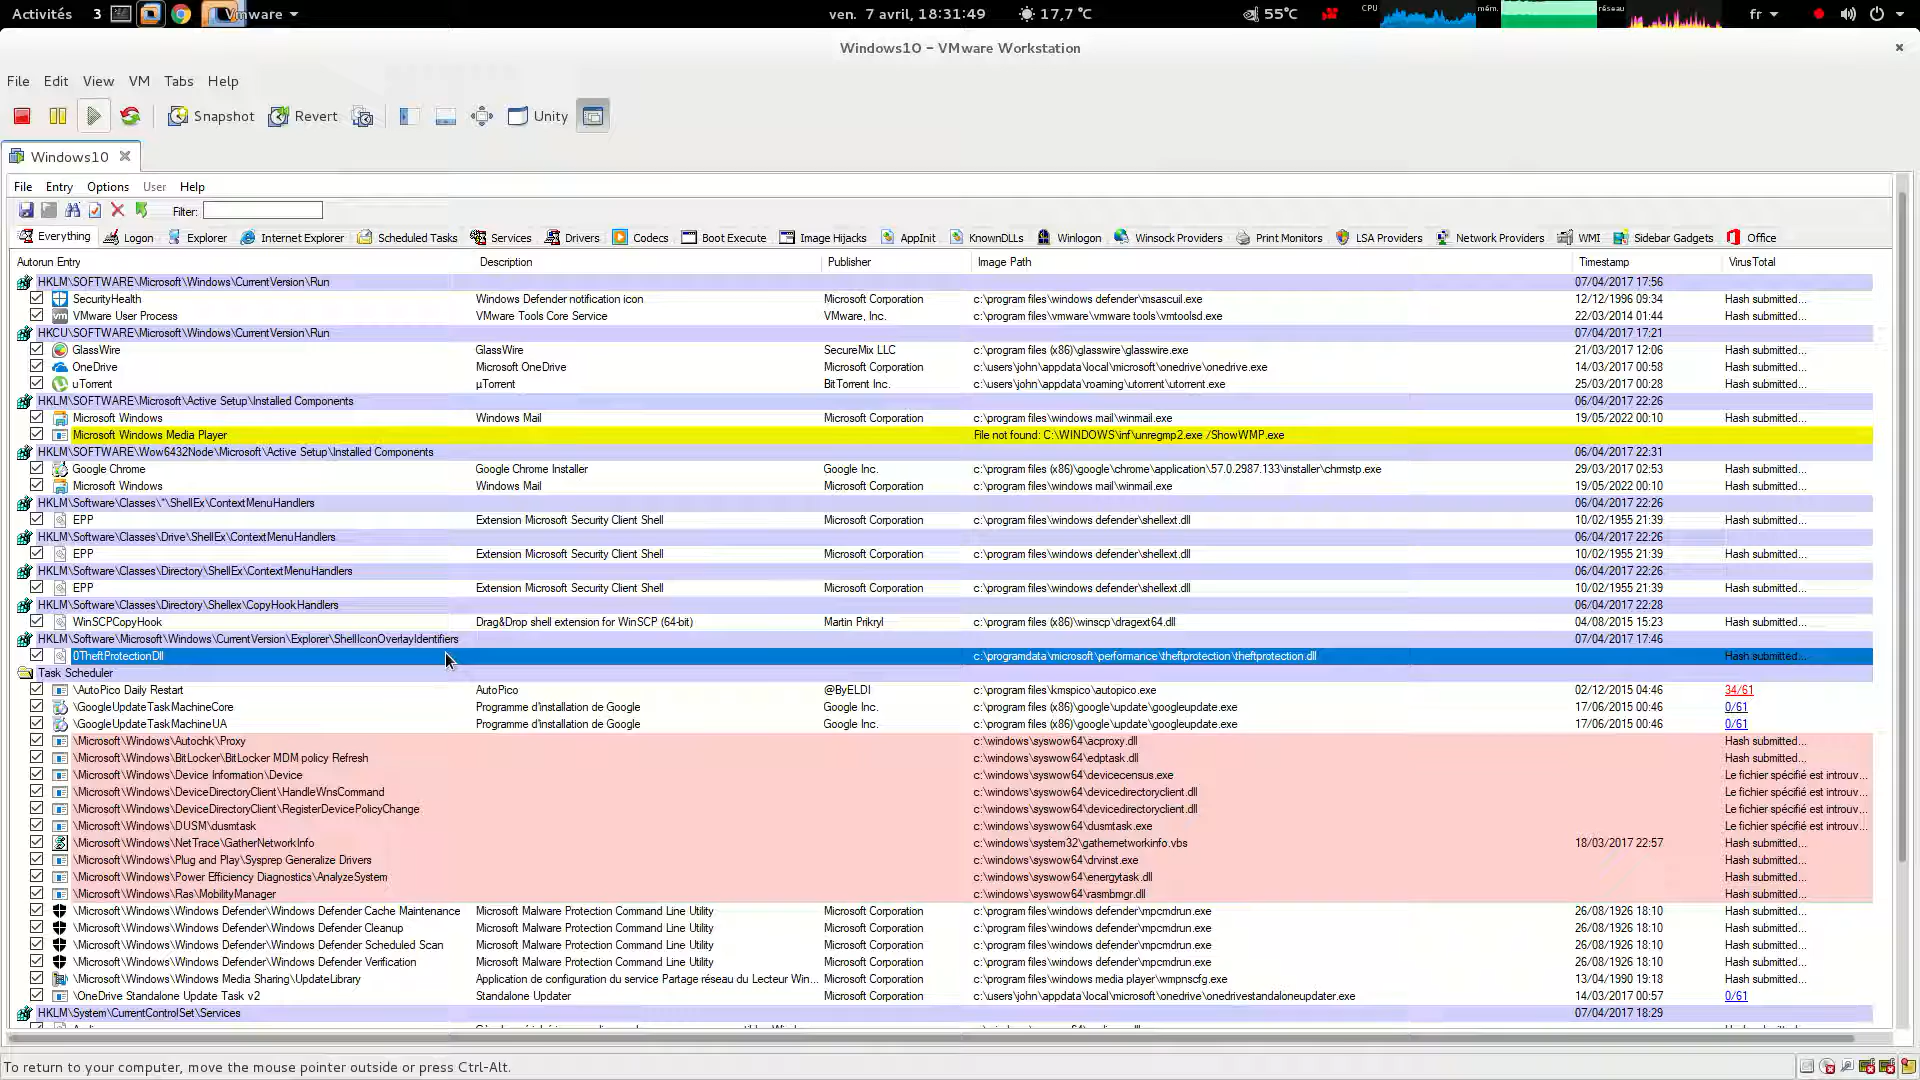 Activités 3 Vmware ven. 7 avril, 18:31:49 17,7 °C 55°C CPU mém. réseau fr
Windows10 – VMware Workstation
File Edit View VM Tabs Help
Snapshot Revert Unity
Windows10
File Entry Options User Help
Filter:
Everything Logon Explorer Internet Explorer Scheduled Tasks Services Drivers Codecs Boot Execute Image Hijacks AppInit KnownDLLs Winlogon Winsock Providers Print Monitors LSA Providers Network Providers WMI Sidebar Gadgets Office
Autorun Entry Description Publisher Image Path Timestamp VirusTotal
HKLM\SOFTWARE\Microsoft\Windows\CurrentVersion\Run 07/04/2017 17:56
SecurityHealth Windows Defender notification icon Microsoft Corporation c:\program files\windows defender\msascuil.exe 12/12/1996 09:34 Hash submitted...
VMware User Process VMware Tools Core Service VMware, Inc. c:\program files\vmware\vmware tools\vmtoolsd.exe 22/03/2014 01:44 Hash submitted...
HKCU\SOFTWARE\Microsoft\Windows\CurrentVersion\Run 07/04/2017 17:21
GlassWire GlassWire SecureMix LLC c:\program files (x86)\glasswire\glasswire.exe 21/03/2017 12:06 Hash submitted...
OneDrive Microsoft OneDrive Microsoft Corporation c:\users\john\appdata\local\microsoft\onedrive\onedrive.exe 14/03/2017 00:58 Hash submitted...
uTorrent µTorrent BitTorrent Inc. c:\users\john\appdata\roaming\utorrent\utorrent.exe 25/03/2017 00:28 Hash submitted...
HKLM\SOFTWARE\Microsoft\Active Setup\Installed Components 06/04/2017 22:26
Microsoft Windows Windows Mail Microsoft Corporation c:\program files\windows mail\winmail.exe 19/05/2022 00:10 Hash submitted...
Microsoft Windows Media Player File not found: C:\WINDOWS\inf\unregmp2.exe /ShowWMP.exe
HKLM\SOFTWARE\Wow6432Node\Microsoft\Active Setup\Installed Components 06/04/2017 22:31
Google Chrome Google Chrome Installer Google Inc. c:\program files (x86)\google\chrome\application\57.0.2987.133\installer\chrmstp.exe 29/03/2017 02:53 Hash submitted...
Microsoft Windows Windows Mail Microsoft Corporation c:\program files\windows mail\winmail.exe 19/05/2022 00:10 Hash submitted...
HKLM\Software\Classes\*\ShellEx\ContextMenuHandlers 06/04/2017 22:26
EPP Extension Microsoft Security Client Shell Microsoft Corporation c:\program files\windows defender\shellext.dll 10/02/1955 21:39 Hash submitted...
HKLM\Software\Classes\Drive\ShellEx\ContextMenuHandlers 06/04/2017 22:26
EPP Extension Microsoft Security Client Shell Microsoft Corporation c:\program files\windows defender\shellext.dll 10/02/1955 21:39 Hash submitted...
HKLM\Software\Classes\Directory\ShellEx\ContextMenuHandlers 06/04/2017 22:26
EPP Extension Microsoft Security Client Shell Microsoft Corporation c:\program files\windows defender\shellext.dll 10/02/1955 21:39 Hash submitted...
HKLM\Software\Classes\Directory\Shellex\CopyHookHandlers 06/04/2017 22:28
WinSCPCopyHook Drag&Drop shell extension for WinSCP (64-bit) Martin Prikryl c:\program files (x86)\winscp\dragext64.dll 04/08/2015 15:23 Hash submitted...
HKLM\Software\Microsoft\Windows\CurrentVersion\Explorer\ShellIconOverlayIdentifiers 07/04/2017 17:46
0TheftProtectionDll c:\programdata\microsoft\performance\theftprotection\theftprotection.dll Hash submitted...
Task Scheduler
\AutoPico Daily Restart AutoPico @ByELDI c:\program files\kmspico\autopico.exe 02/12/2015 04:46 34/61
\GoogleUpdateTaskMachineCore Programme d'installation de Google Google Inc. c:\program files (x86)\google\update\googleupdate.exe 17/06/2015 00:46 0/61
\GoogleUpdateTaskMachineUA Programme d'installation de Google Google Inc. c:\program files (x86)\google\update\googleupdate.exe 17/06/2015 00:46 0/61
\Microsoft\Windows\Autochk\Proxy c:\windows\syswow64\acproxy.dll Hash submitted...
\Microsoft\Windows\BitLocker\BitLocker MDM policy Refresh c:\windows\syswow64\edptask.dll Hash submitted...
\Microsoft\Windows\Device Information\Device c:\windows\syswow64\devicecensus.exe Le fichier spécifié est introuv...
\Microsoft\Windows\DeviceDirectoryClient\HandleWnsCommand c:\windows\syswow64\devicedirectoryclient.dll Le fichier spécifié est introuv...
\Microsoft\Windows\DeviceDirectoryClient\RegisterDevicePolicyChange c:\windows\syswow64\devicedirectoryclient.dll Le fichier spécifié est introuv...
\Microsoft\Windows\DUSM\dusmtask c:\windows\syswow64\dusmtask.exe Le fichier spécifié est introuv...
\Microsoft\Windows\NetTrace\GatherNetworkInfo c:\windows\system32\gathernetworkinfo.vbs 18/03/2017 22:57 Hash submitted...
\Microsoft\Windows\Plug and Play\Sysprep Generalize Drivers c:\windows\syswow64\drvinst.exe Hash submitted...
\Microsoft\Windows\Power Efficiency Diagnostics\AnalyzeSystem c:\windows\syswow64\energytask.dll Hash submitted...
\Microsoft\Windows\Ras\MobilityManager c:\windows\syswow64\rasmbmgr.dll Hash submitted...
\Microsoft\Windows\Windows Defender\Windows Defender Cache Maintenance Microsoft Malware Protection Command Line Utility Microsoft Corporation c:\program files\windows defender\mpcmdrun.exe 26/08/1926 18:10 Hash submitted...
\Microsoft\Windows\Windows Defender\Windows Defender Cleanup Microsoft Malware Protection Command Line Utility Microsoft Corporation c:\program files\windows defender\mpcmdrun.exe 26/08/1926 18:10 Hash submitted...
\Microsoft\Windows\Windows Defender\Windows Defender Scheduled Scan Microsoft Malware Protection Command Line Utility Microsoft Corporation c:\program files\windows defender\mpcmdrun.exe 26/08/1926 18:10 Hash submitted...
\Microsoft\Windows\Windows Defender\Windows Defender Verification Microsoft Malware Protection Command Line Utility Microsoft Corporation c:\program files\windows defender\mpcmdrun.exe 26/08/1926 18:10 Hash submitted...
\Microsoft\Windows\Windows Media Sharing\UpdateLibrary Application de configuration du service Partage réseau du Lecteur Win... Microsoft Corporation c:\program files\windows media player\wmpnscfg.exe 13/04/1990 19:18 Hash submitted...
\OneDrive Standalone Update Task v2 Standalone Updater Microsoft Corporation c:\users\john\appdata\local\microsoft\onedrive\onedrivestandaloneupdater.exe 14/03/2017 00:57 0/61
HKLM\System\CurrentControlSet\Services 07/04/2017 18:29
To return to your computer, move the mouse pointer outside or press Ctrl-Alt.